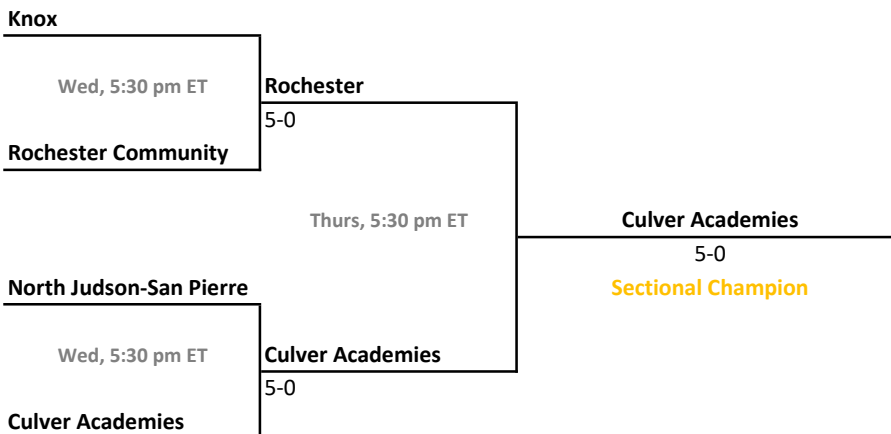 Knox
Wed, 5:30 pm ET
Rochester
5-0
Rochester Community
Thurs, 5:30 pm ET
Culver Academies
5-0
North Judson-San Pierre
Sectional Champion
Wed, 5:30 pm ET
Culver Academies
5-0
Culver Academies